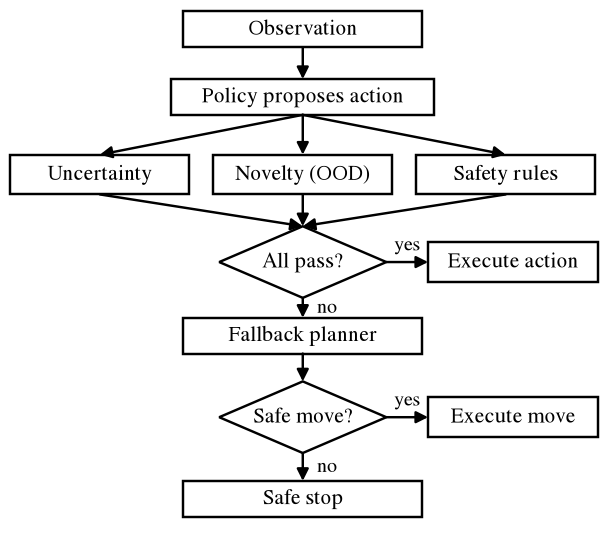 Observation
Policy proposes action
Uncertainty
Novelty (OOD)
Safety rules
All pass?
yes
Execute action
no
Fallback planner
Safe move?
yes
Execute move
no
Safe stop